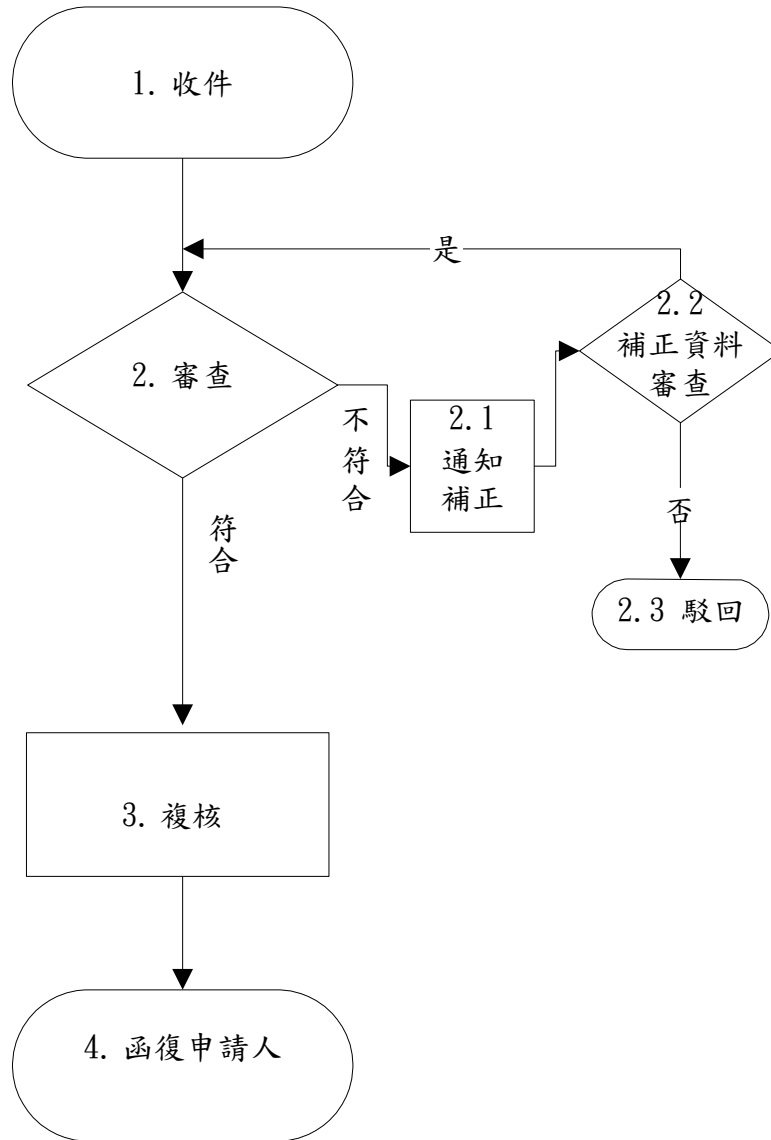 1. 收件
是
2.2
補正資料
審查
2. 審查
不
符
合
2.1
通知
補正
符
合
否
2.3 駁回
3. 複核
4. 函復申請人